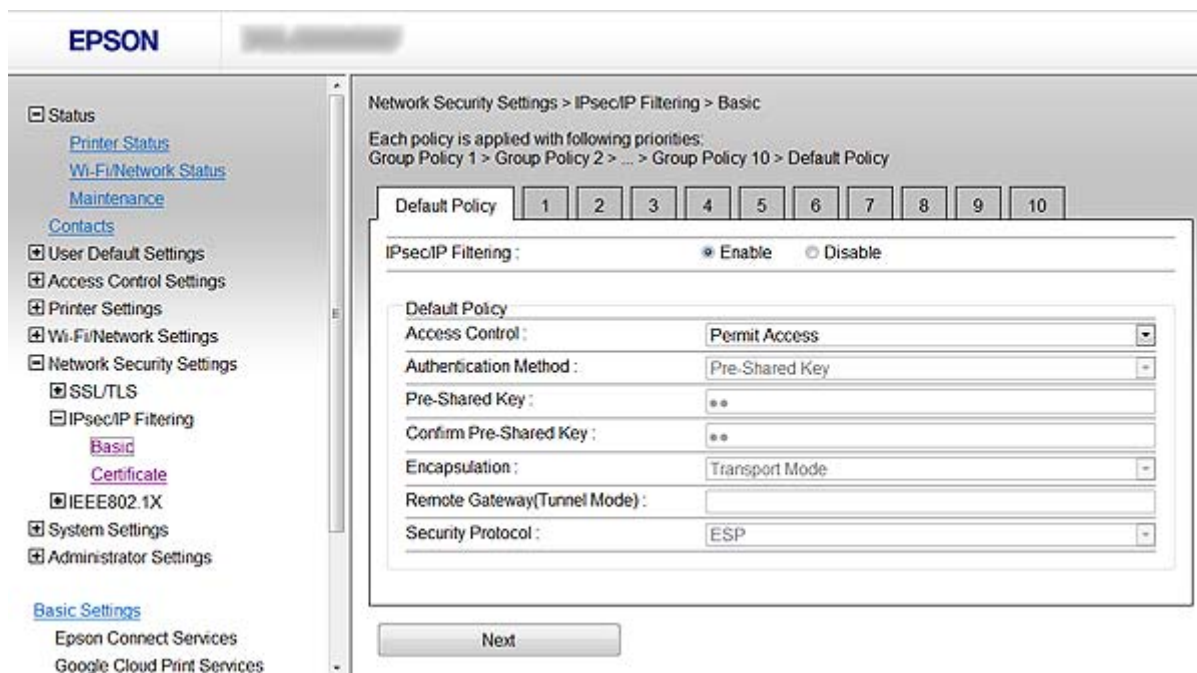 EPSON
Status
Printer Status
Wi-Fi/Network Status
Maintenance
Contacts
User Default Settings
Access Control Settings
Printer Settings
Wi-Fi/Network Settings
Network Security Settings
SSL/TLS
IPsec/IP Filtering
Basic
Certificate
IEEE802.1X
System Settings
Administrator Settings
Basic Settings
Epson Connect Services
Google Cloud Print Services
Network Security Settings > IPsec/IP Filtering > Basic
Each policy is applied with following priorities:
Group Policy 1 > Group Policy 2 > ... > Group Policy 10 > Default Policy
Default Policy 1 2 3 4 5 6 7 8 9 10
IPsec/IP Filtering : Enable Disable
Default Policy
Access Control : Permit Access
Authentication Method : Pre-Shared Key
Pre-Shared Key : ●●
Confirm Pre-Shared Key : ●●
Encapsulation : Transport Mode
Remote Gateway(Tunnel Mode) :
Security Protocol : ESP
Next